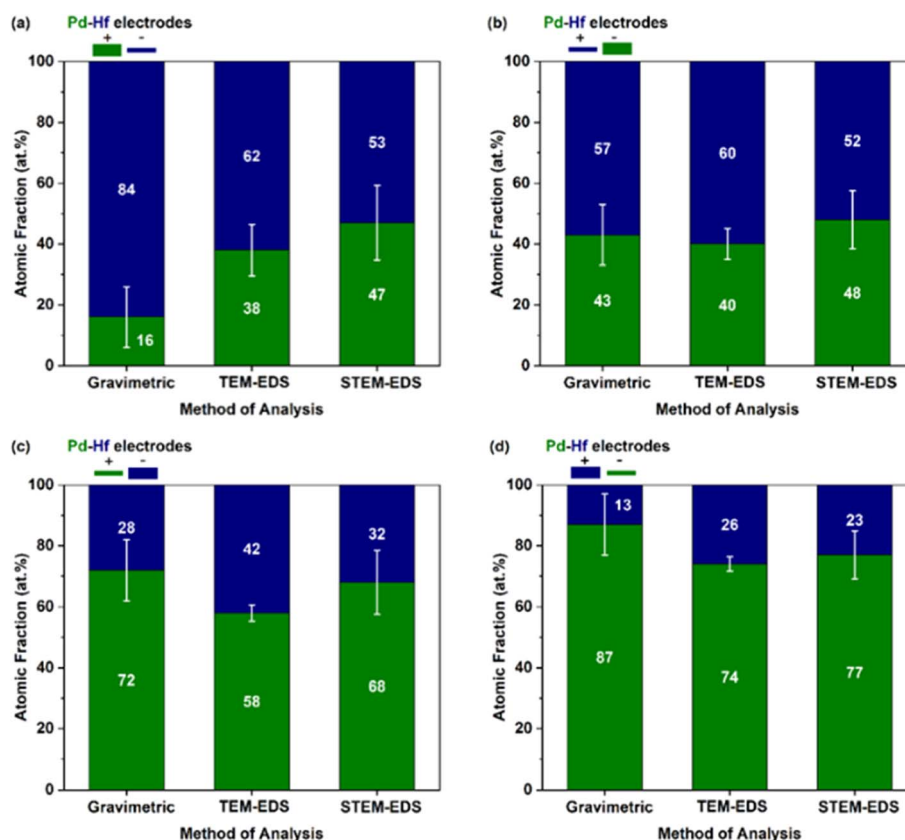 (a)
Pd-Hf electrodes
+ -
Atomic Fraction (at.%)
100
80
60
40
20
0
84
16
62
38
53
47
Gravimetric TEM-EDS STEM-EDS
Method of Analysis
(b)
Pd-Hf electrodes
+ -
Atomic Fraction (at.%)
100
80
60
40
20
0
57
43
60
40
52
48
Gravimetric TEM-EDS STEM-EDS
Method of Analysis
(c)
Pd-Hf electrodes
+ -
Atomic Fraction (at.%)
100
80
60
40
20
0
28
72
42
58
32
68
Gravimetric TEM-EDS STEM-EDS
Method of Analysis
(d)
Pd-Hf electrodes
+ -
Atomic Fraction (at.%)
100
80
60
40
20
0
13
87
26
74
23
77
Gravimetric TEM-EDS STEM-EDS
Method of Analysis